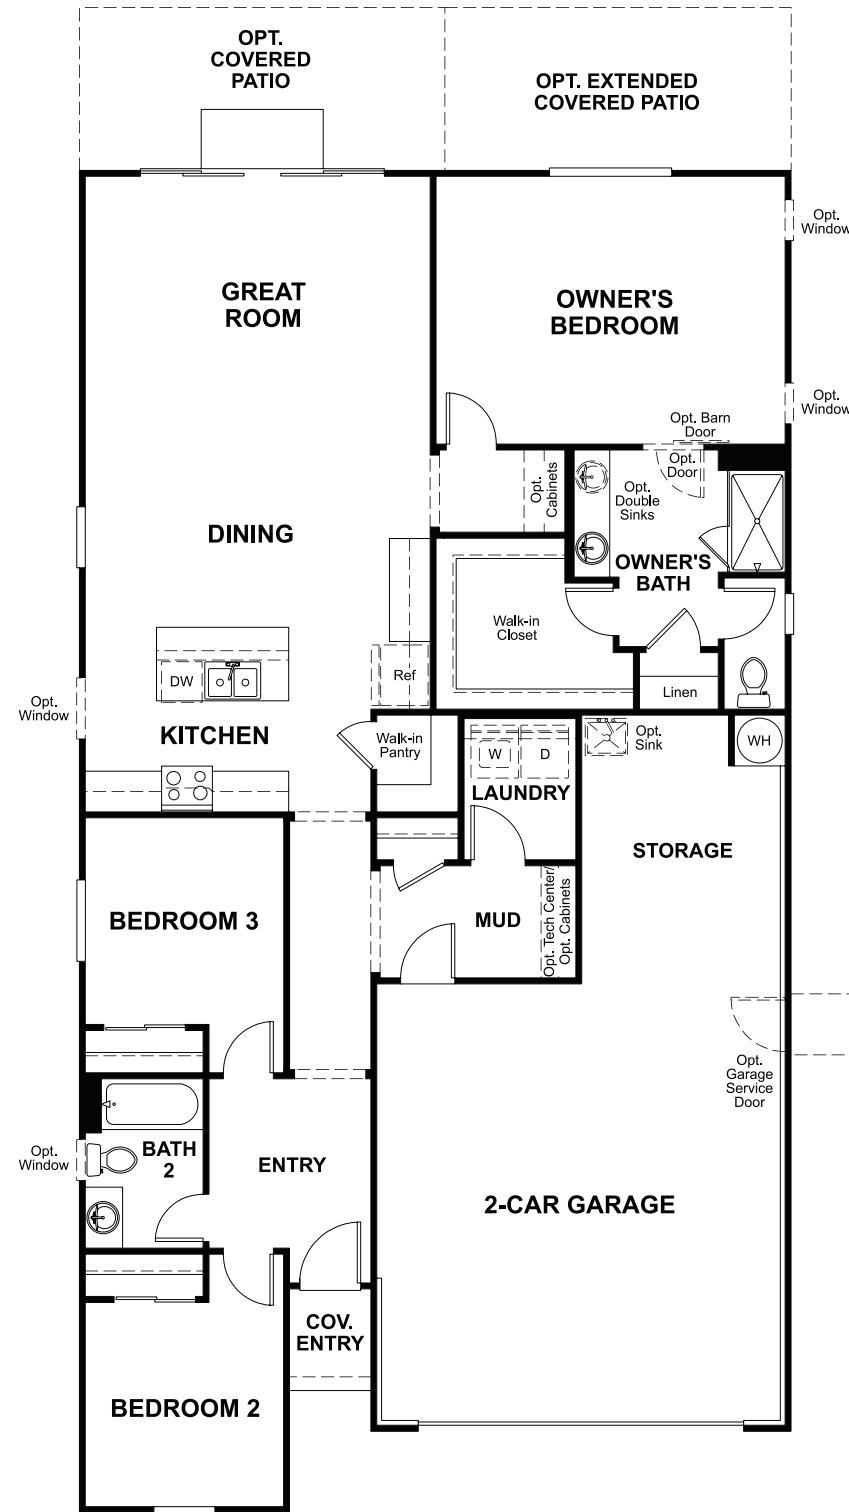 OPT.
COVERED
PATIO
OPT. EXTENDED
COVERED PATIO
Opt.
Window
GREAT
ROOM
OWNER'S
BEDROOM
Opt.
Window
Opt. Barn
Door
Opt.
Door
Opt.
Cabinets
Opt.
Double
Sinks
DINING
OWNER'S
BATH
Walk-in
Closet
Ref
DW
Linen
Opt.
Window
KITCHEN
Walk-in
Pantry
W
D
Opt.
Sink
WH
LAUNDRY
STORAGE
BEDROOM 3
MUD
Opt. Tech Center/
Opt. Cabinets
Opt.
Garage
Service
Door
Opt.
Window
BATH
2
ENTRY
2-CAR GARAGE
COV.
ENTRY
BEDROOM 2